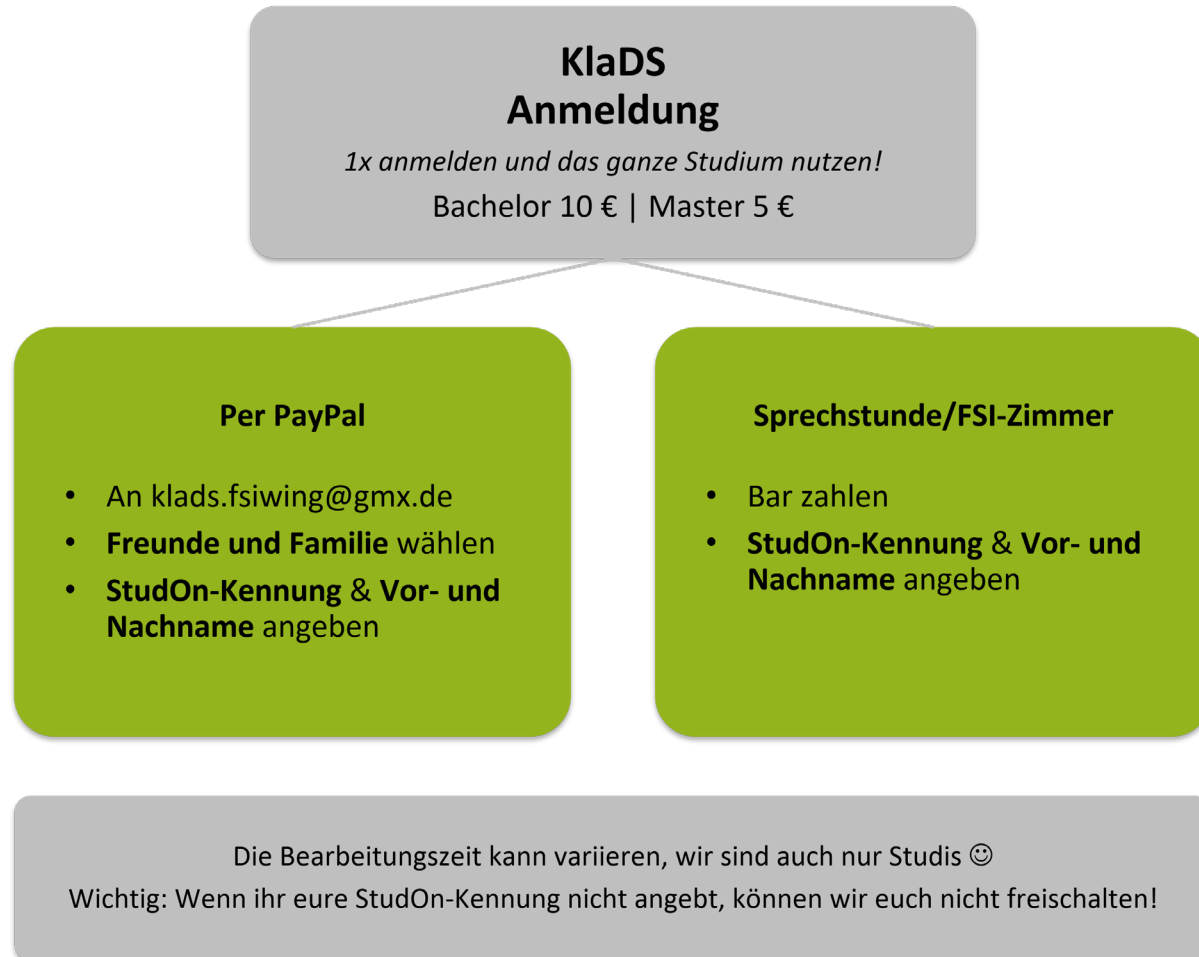 KlaDS
Anmeldung
1x anmelden und das ganze Studium nutzen!
Bachelor 10 € | Master 5 €
Per PayPal
• An klads.fsiwing@gmx.de
• Freunde und Familie wählen
• StudOn-Kennung & Vor- und
Nachname angeben
Sprechstunde/FSI-Zimmer
• Bar zahlen
• StudOn-Kennung & Vor- und
Nachname angeben
Die Bearbeitungszeit kann variieren, wir sind auch nur Studis ☺
Wichtig: Wenn ihr eure StudOn-Kennung nicht angebt, können wir euch nicht freischalten!